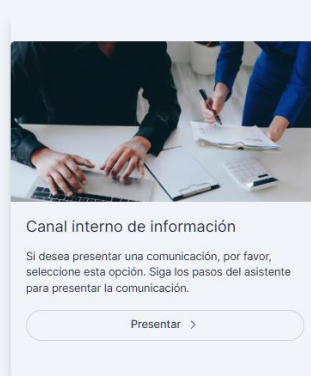 Canal interno de información
Si desea presentar una comunicación, por favor,
seleccione esta opción. Siga los pasos del asistente
para presentar la comunicación.
Presentar >